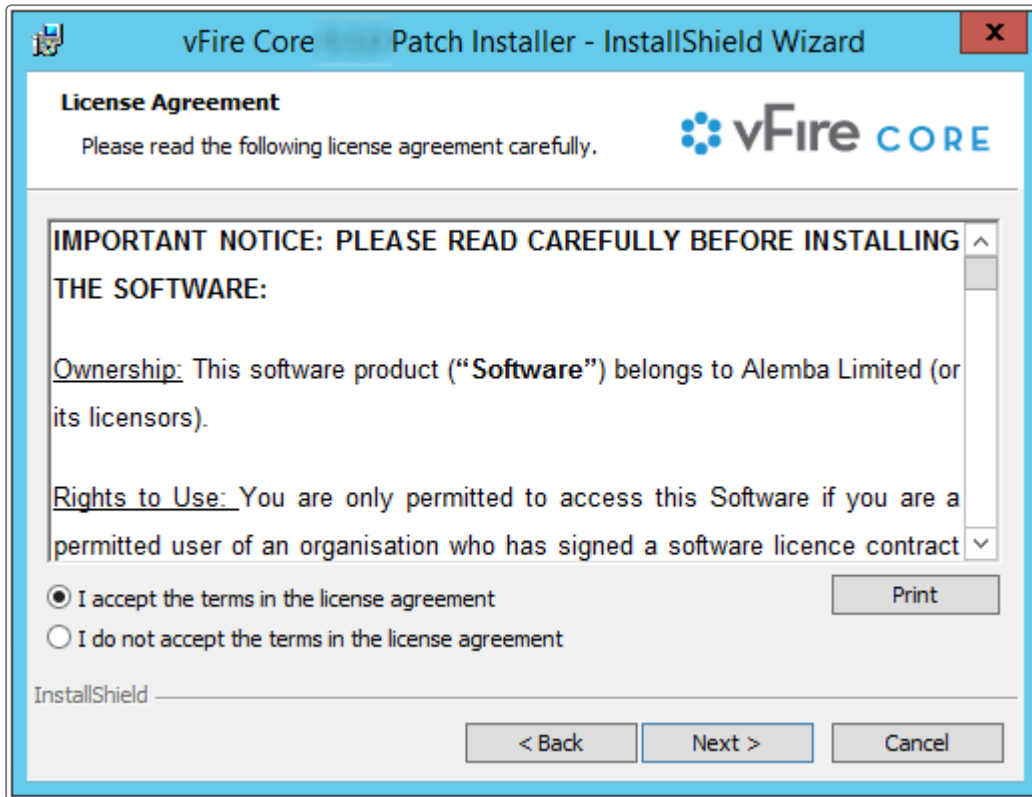 vFire Core Patch Installer - InstallShield Wizard
x
License Agreement
Please read the following license agreement carefully.
vFire CORE
IMPORTANT NOTICE: PLEASE READ CAREFULLY BEFORE INSTALLING
THE SOFTWARE:
Ownership: This software product (“Software”) belongs to Alemba Limited (or
its licensors).
Rights to Use: You are only permitted to access this Software if you are a
permitted user of an organisation who has signed a software licence contract
I accept the terms in the license agreement
Print
I do not accept the terms in the license agreement
InstallShield
< Back
Next >
Cancel